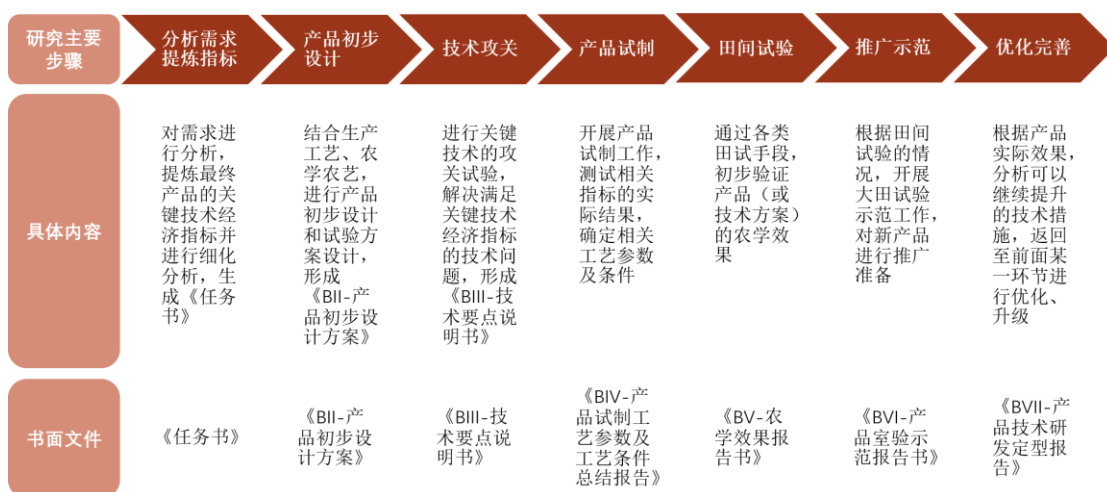 研究主要
步骤
分析需求
提炼指标
产品初步
设计
技术攻关
产品试制
田间试验
推广示范
优化完善
具体内容
对需求进
行分析，
提炼最终
产品的关
键技术经
济指标并
进行细化
分析，生
成《任务
书》
结合生产
工艺、农
学农艺，
进行产品
初步设计
和试验方
案设计，
形成
《BII-产
品初步设
计方案》
进行关键
技术的攻
关试验，
解决满足
关键技术
经济指标
的技术问
题，形成
《BIII-技
术要点说
明书》
开展产品
试制工作，
测试相关
指标的实
际结果，
确定相关
工艺参数
及条件
通过各类
田试手段，
初步验证
产品（或
技术方案）
的农学效
果
根据田间
试验的情
况，开展
大田试验
示范工作，
对新产品
进行推广
准备
根据产品
实际效果，
分析可以
继续提升
的技术措
施，返回
至前面某
一环节进
行优化、
升级
书面文件
《任务书》
《BII-产
品初步设
计方案》
《BIII-技
术要点说
明书》
《BIV-产
品试制工
艺参数及
工艺条件
总结报告》
《BV-农
学效果报
告书》
《BVI-产
品室验示
范报告书》
《BVII-产
品技术研
发定型报
告》